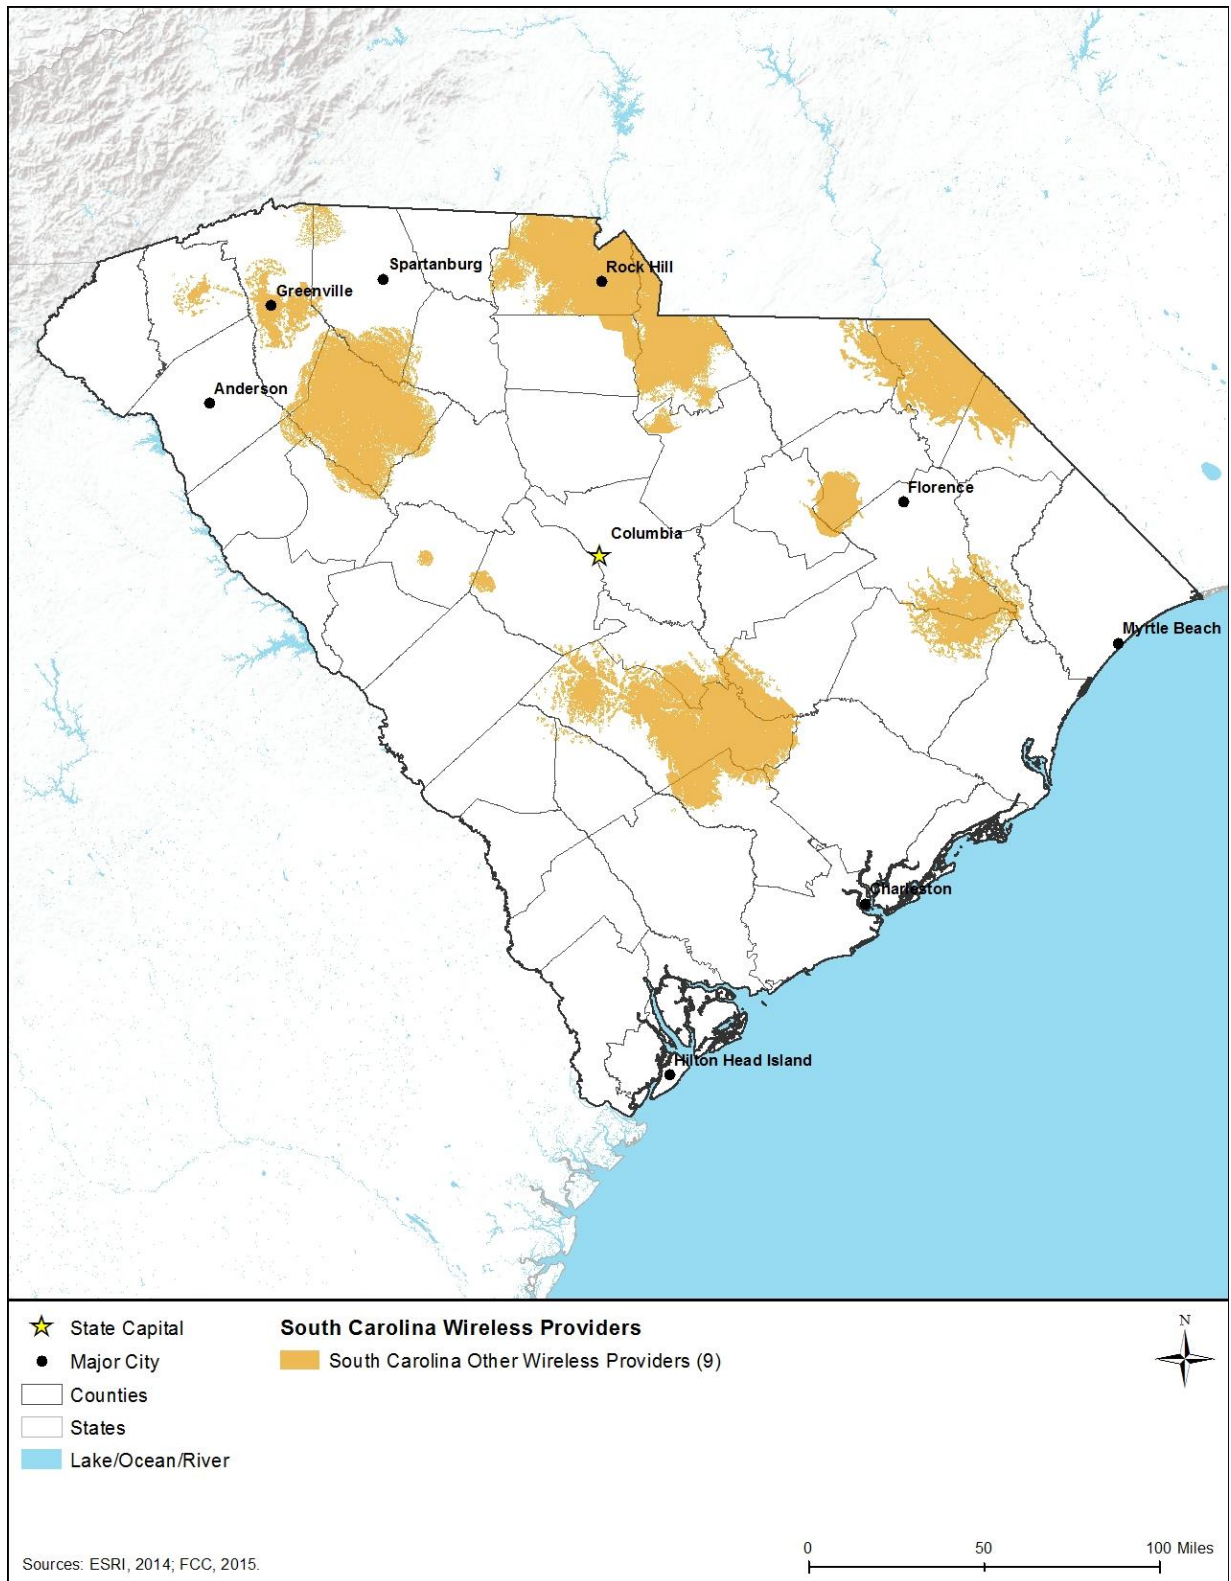 Spartanburg
Rock Hill
Greenville
Anderson
Florence
Columbia
Myrtle Beach
Charleston
Hilton Head Island
State Capital
South Carolina Wireless Providers
N
Major City
South Carolina Other Wireless Providers (9)
Counties
States
Lake/Ocean/River
0 50 100 Miles
Sources: ESRI, 2014; FCC, 2015.